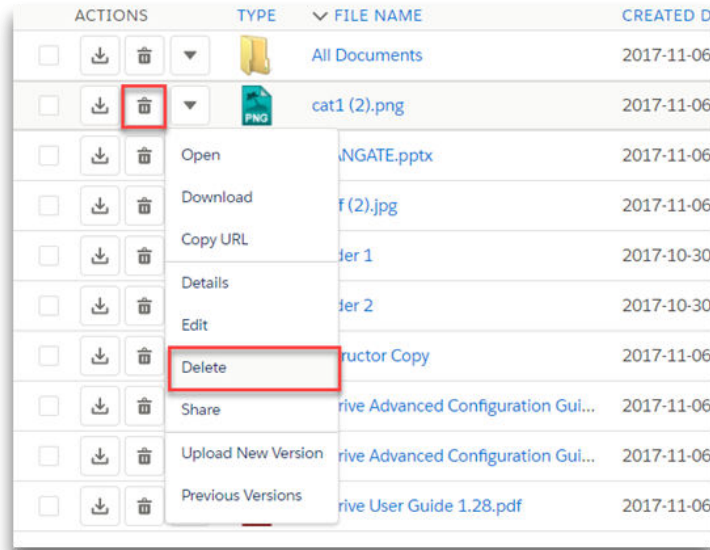 ACTIONS TYPE FILE NAME CREATED D
All Documents 2017-11-06
PNG cat1 (2).png 2017-11-06
Open NGATE.pptx 2017-11-06
Download f (2).jpg 2017-11-06
Copy URL der 1 2017-10-30
Details
der 2 2017-10-30
Edit
Delete ructor Copy 2017-11-06
Share rive Advanced Configuration Gui... 2017-11-06
Upload New Version rive Advanced Configuration Gui... 2017-11-06
Previous Versions rive User Guide 1.28.pdf 2017-11-06